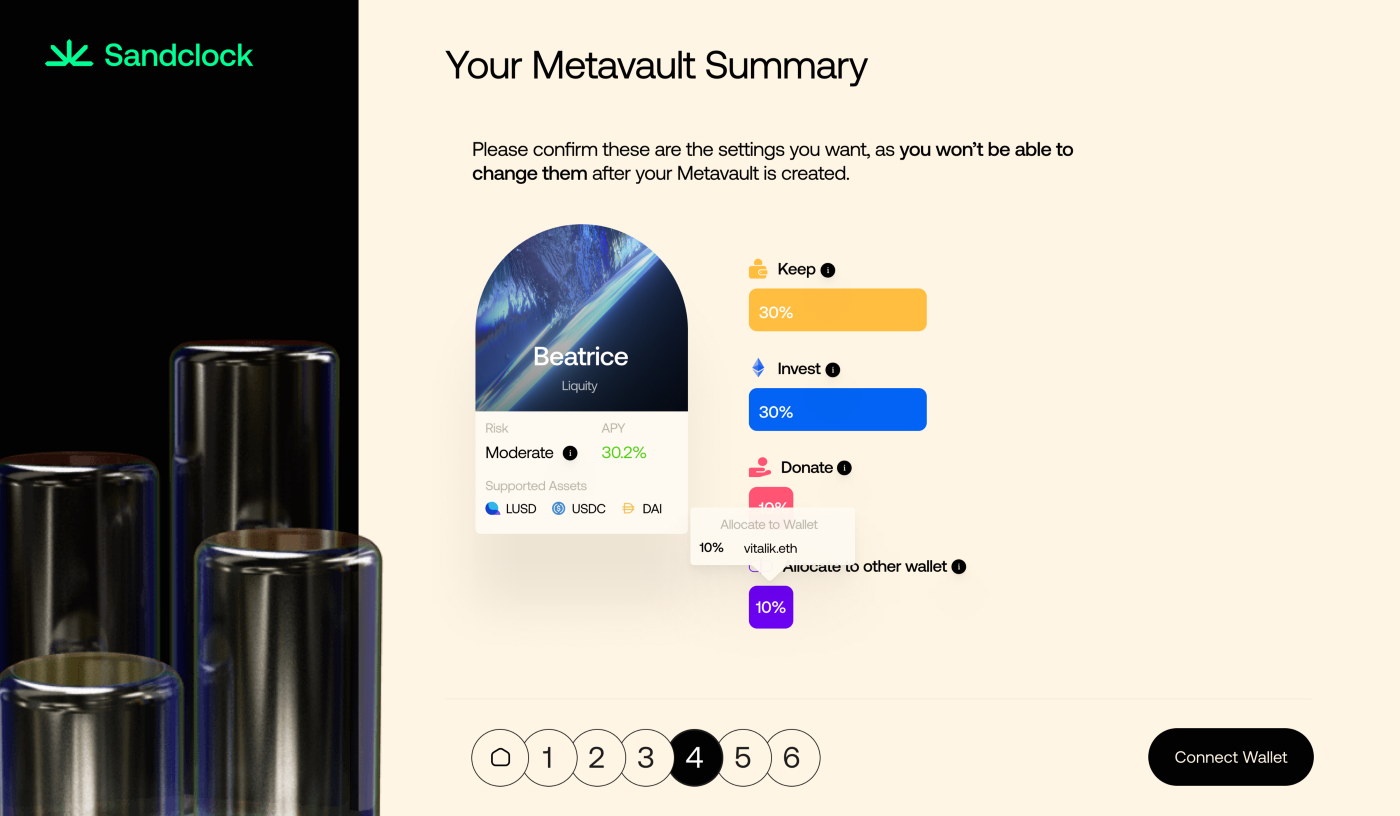 Sandclock
Your Metavault Summary
Please confirm these are the settings you want, as you won’t be able to
change them after your Metavault is created.
Beatrice
Liquity
Risk
APY
Moderate
30.2%
Supported Assets
LUSD
USDC
DAI
Keep
30%
Invest
30%
Donate
10%
Allocate to Wallet
10%
vitalik.eth
Allocate to other wallet
10%
1
2
3
4
5
6
Connect Wallet